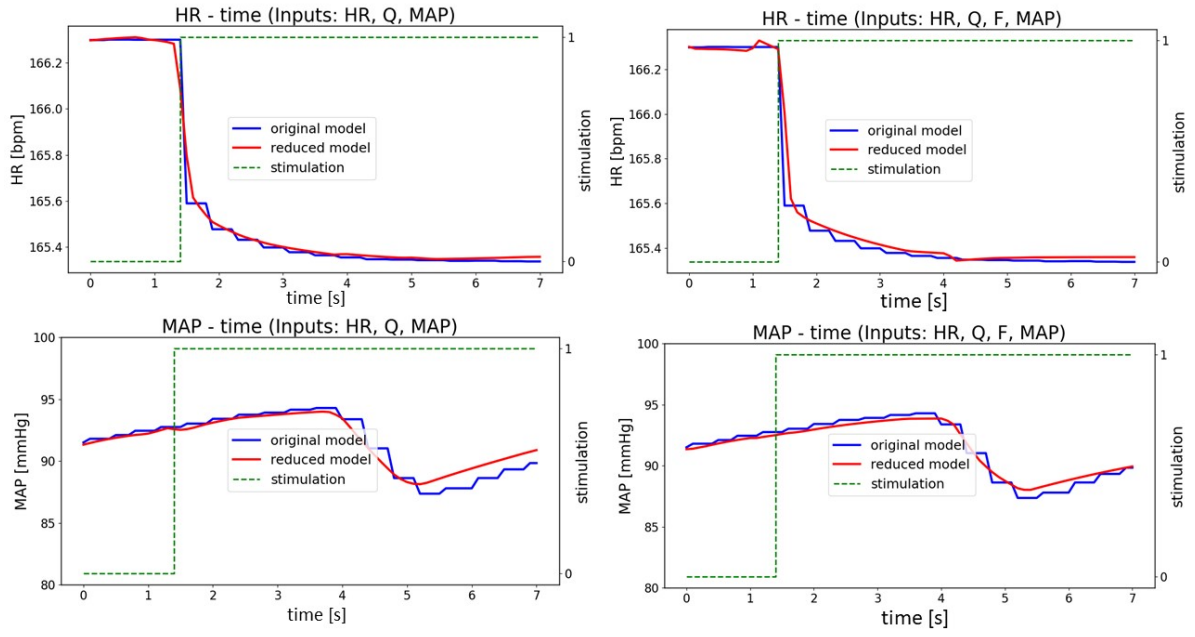 HR - time (Inputs: HR, Q, MAP)
HR [bpm]
166.2
166.0
165.8
165.6
165.4
original model
reduced model
stimulation
1
0
stimulation
0 1 2 3 4 5 6 7
time [s]
HR - time (Inputs: HR, Q, F, MAP)
HR [bpm]
166.2
166.0
165.8
165.6
165.4
original model
reduced model
stimulation
1
0
stimulation
0 1 2 3 4 5 6 7
time [s]
MAP - time (Inputs: HR, Q, MAP)
MAP [mmHg]
100
95
90
85
80
original model
reduced model
stimulation
1
0
stimulation
0 1 2 3 4 5 6 7
time [s]
MAP - time (Inputs: HR, Q, F, MAP)
MAP [mmHg]
100
95
90
85
80
original model
reduced model
stimulation
1
0
stimulation
0 1 2 3 4 5 6 7
time [s]